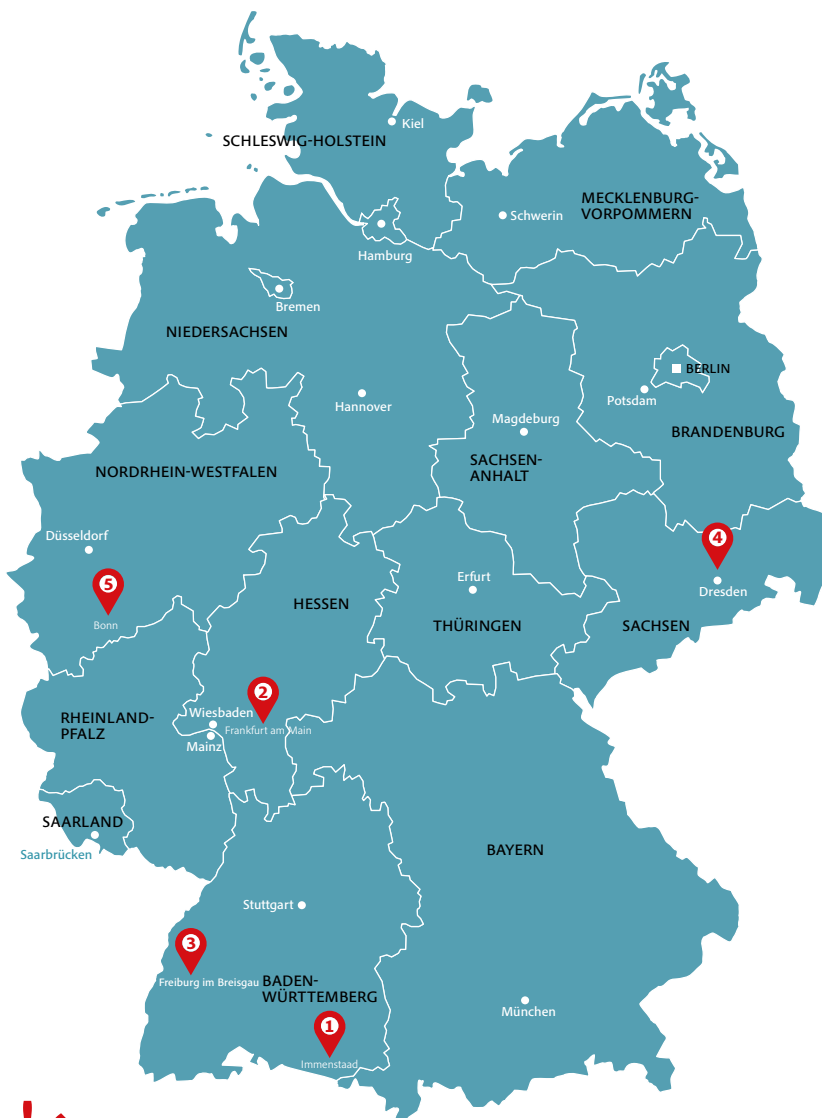 Kiel
SCHLESWIG-HOLSTEIN
MECKLENBURG-
VORPOMMERN
Schwerin
Hamburg
Bremen
NIEDERSACHSEN
BERLIN
Potsdam
Hannover
Magdeburg
BRANDENBURG
SACHSEN-
ANHALT
NORDRHEIN-WESTFALEN
Düsseldorf
4
Dresden
5
Bonn
Erfurt
HESSEN
THÜRINGEN
SACHSEN
2
Wiesbaden
Frankfurt am Main
Mainz
RHEINLAND-
PFALZ
SAARLAND
Saarbrücken
BAYERN
Stuttgart
3
Freiburg im Breisgau
BADEN-
WÜRTTEMBERG
München
1
Immenstaad